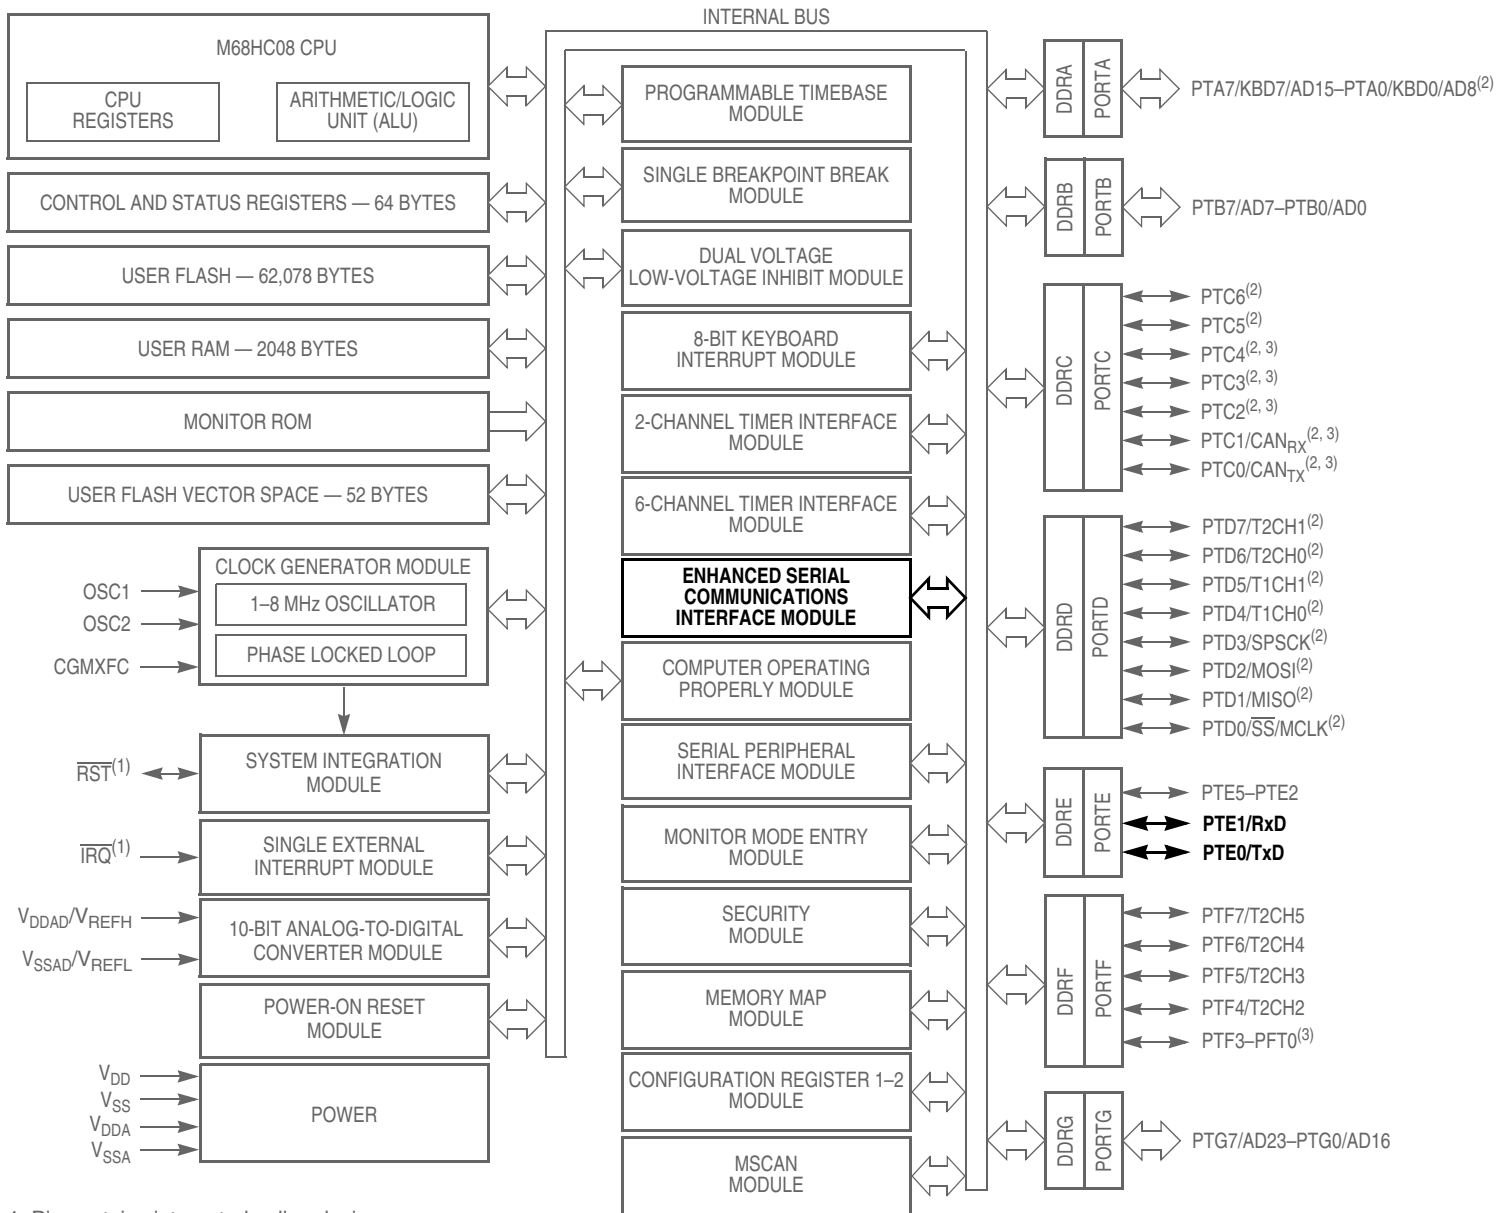 INTERNAL BUS
M68HC08 CPU
CPU
REGISTERS
ARITHMETIC/LOGIC
UNIT (ALU)
CONTROL AND STATUS REGISTERS — 64 BYTES
USER FLASH — 62,078 BYTES
USER RAM — 2048 BYTES
MONITOR ROM
USER FLASH VECTOR SPACE — 52 BYTES
CLOCK GENERATOR MODULE
1–8 MHz OSCILLATOR
PHASE LOCKED LOOP
OSC1
OSC2
CGMXFC
SYSTEM INTEGRATION
MODULE
RST(1)
SINGLE EXTERNAL
INTERRUPT MODULE
IRQ(1)
10-BIT ANALOG-TO-DIGITAL
CONVERTER MODULE
VDDAD/VREFH
VSSAD/VREFL
POWER-ON RESET
MODULE
POWER
VDD
VSS
VDDA
VSSA
PROGRAMMABLE TIMEBASE
MODULE
SINGLE BREAKPOINT BREAK
MODULE
DUAL VOLTAGE
LOW-VOLTAGE INHIBIT MODULE
8-BIT KEYBOARD
INTERRUPT MODULE
2-CHANNEL TIMER INTERFACE
MODULE
6-CHANNEL TIMER INTERFACE
MODULE
ENHANCED SERIAL
COMMUNICATIONS
INTERFACE MODULE
COMPUTER OPERATING
PROPERLY MODULE
SERIAL PERIPHERAL
INTERFACE MODULE
MONITOR MODE ENTRY
MODULE
SECURITY
MODULE
MEMORY MAP
MODULE
CONFIGURATION REGISTER 1–2
MODULE
MSCAN
MODULE
DDRA
PORTA
PTA7/KBD7/AD15–PTA0/KBD0/AD8(2)
DDRB
PORTB
PTB7/AD7–PTB0/AD0
DDRC
PORTC
PTC6(2)
PTC5(2)
PTC4(2, 3)
PTC3(2, 3)
PTC2(2, 3)
PTC1/CANRX(2, 3)
PTC0/CANTX(2, 3)
DDRD
PORTD
PTD7/T2CH1(2)
PTD6/T2CH0(2)
PTD5/T1CH1(2)
PTD4/T1CH0(2)
PTD3/SPSCK(2)
PTD2/MOSI(2)
PTD1/MISO(2)
PTD0/SS/MCLK(2)
DDRE
PORTE
PTE5–PTE2
PTE1/RxD
PTE0/TxD
DDRF
PORTF
PTF7/T2CH5
PTF6/T2CH4
PTF5/T2CH3
PTF4/T2CH2
PTF3–PFT0(3)
DDRG
PORTG
PTG7/AD23–PTG0/AD16